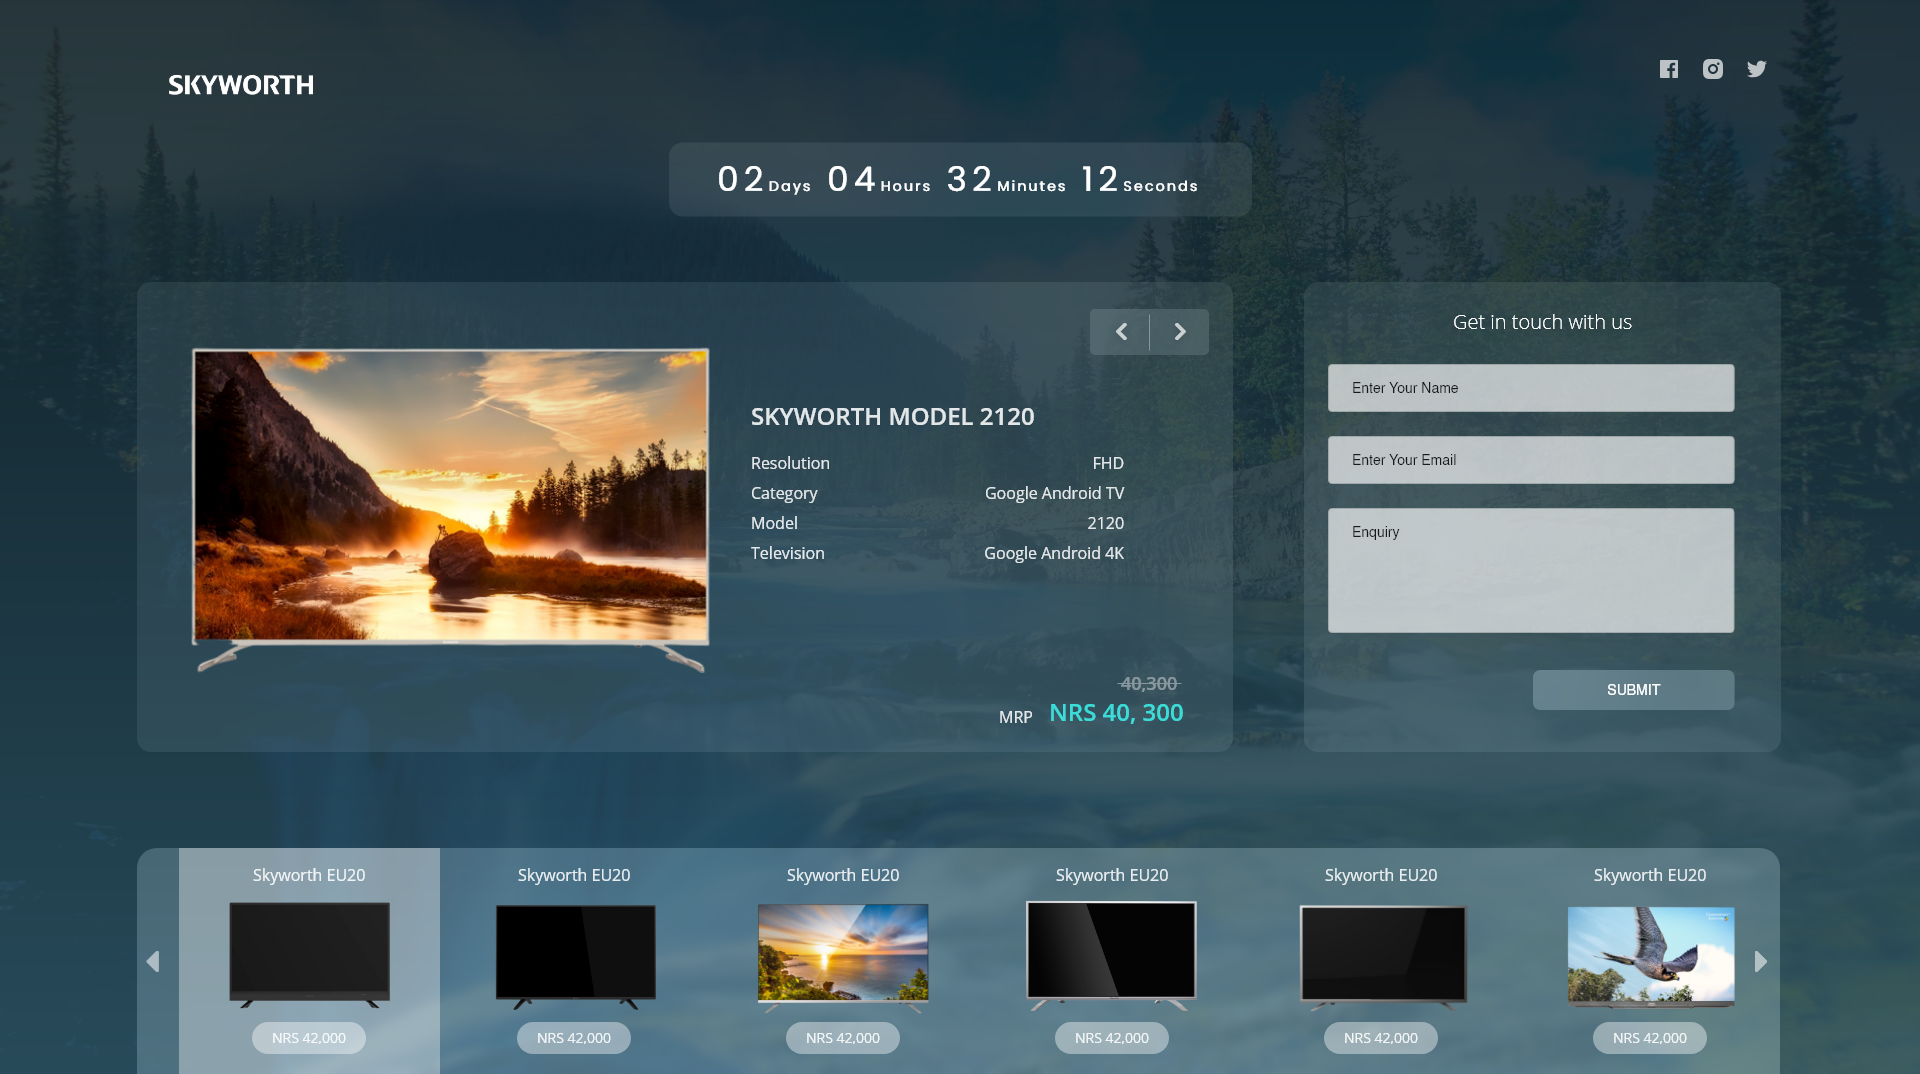 SKYWORTH
02 Days 04 Hours 32 Minutes 12 Seconds
SKYWORTH MODEL 2120
Resolution FHD
Category Google Android TV
Model 2120
Television Google Android 4K
40,300
MRP NRS 40, 300
Get in touch with us
Enter Your Name
Enter Your Email
Enquiry
SUBMIT
Skyworth EU20 Skyworth EU20 Skyworth EU20 Skyworth EU20 Skyworth EU20 Skyworth EU20
NRS 42,000 NRS 42,000 NRS 42,000 NRS 42,000 NRS 42,000 NRS 42,000